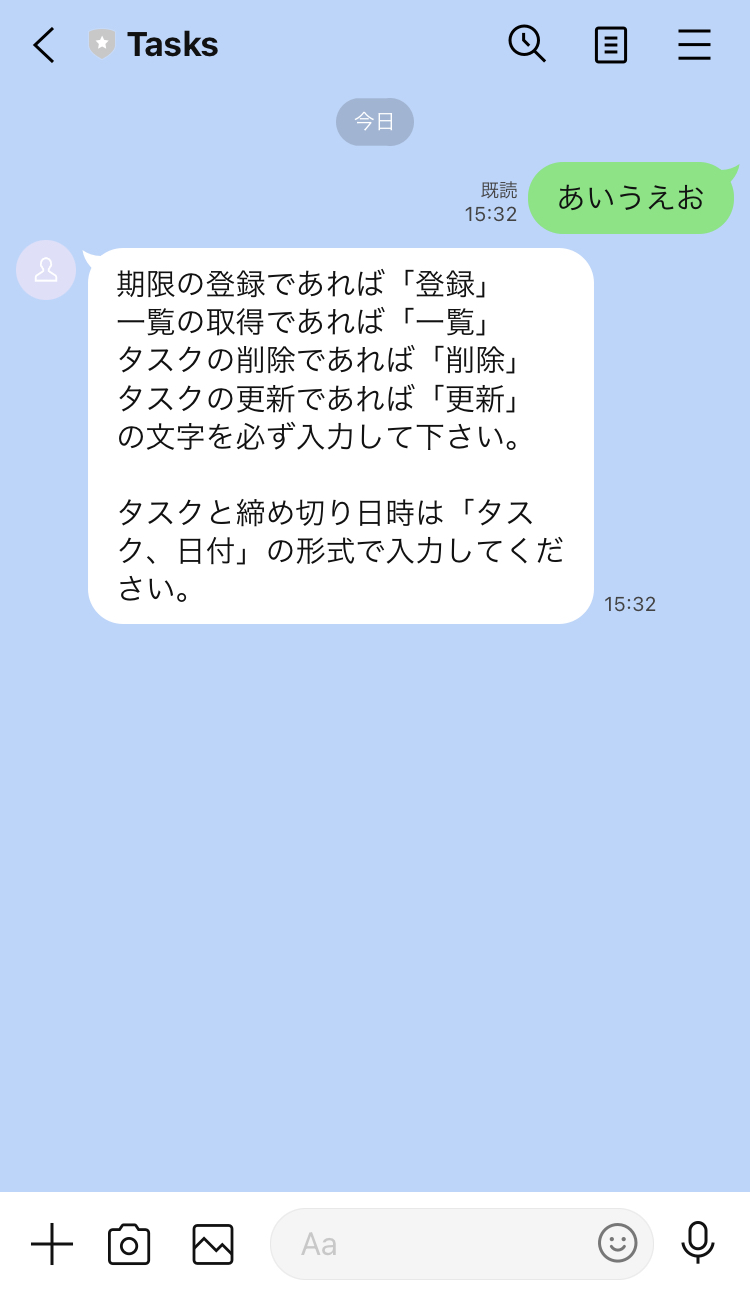 Tasks
今日
既読
15:32
あいうえお
期限の登録であれば「登録」
一覧の取得であれば「一覧」
タスクの削除であれば「削除」
タスクの更新であれば「更新」
の文字を必ず入力して下さい。
タスクと締め切り日時は「タス
ク、日付」の形式で入力してくだ
さい。
15:32
Aa